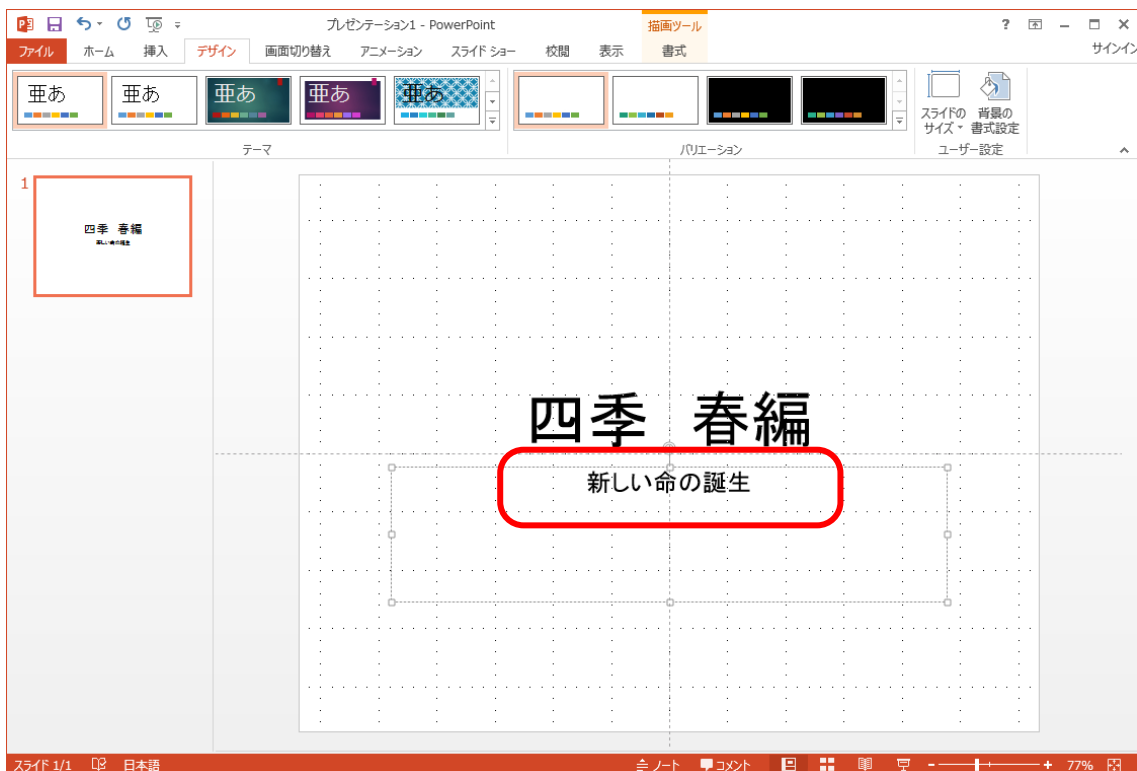 プレゼンテーション1 - PowerPoint
描画ツール
?
ファイル ホーム 挿入 デザイン 画面切り替え アニメーション スライド ショー 校閲 表示 書式
サインイン
亜あ 亜あ 亜あ 亜あ 亜あ
スライドの サイズ
背景の 書式設定
テーマ バリエーション ユーザー設定
1
四季 春編
新しい命の誕生
四季 春編
新しい命の誕生
スライド 1/1 日本語 ノート コメント 77%